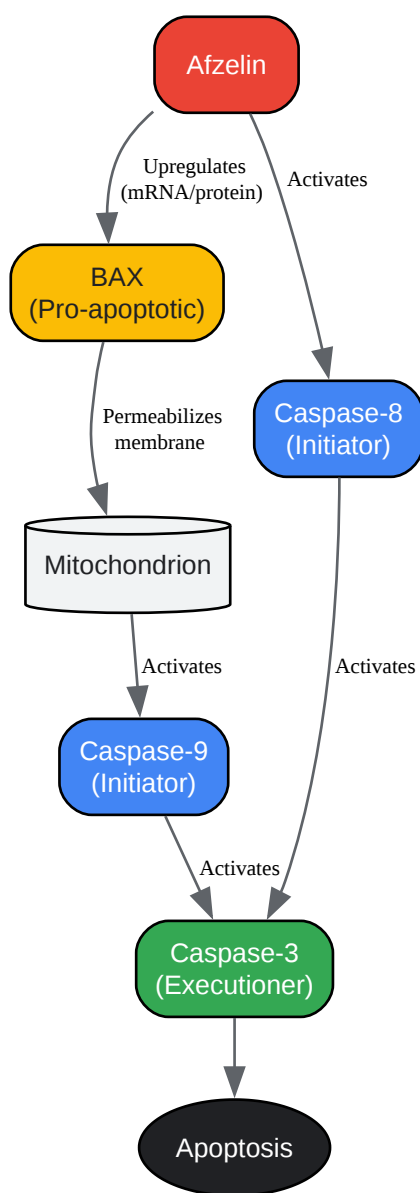 Afzelin
Upregulates
(mRNA/protein)
Activates
BAX
(Pro-apoptotic)
Caspase-8
(Initiator)
Permeabilizes
membrane
Mitochondrion
Activates
Activates
Caspase-9
(Initiator)
Activates
Caspase-3
(Executioner)
Apoptosis